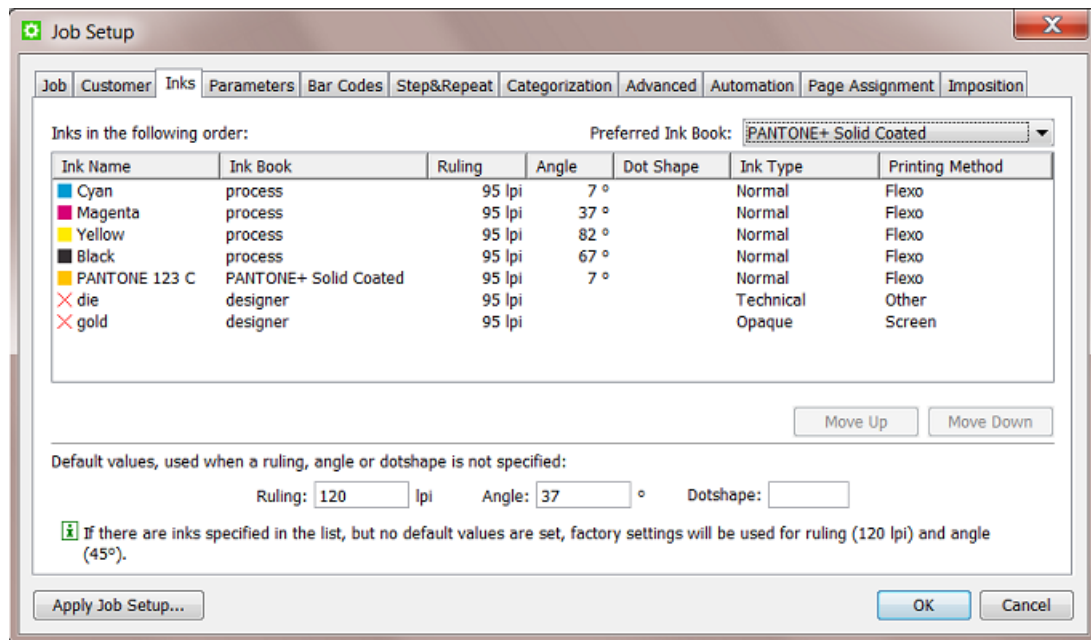 Job Setup
Job Customer Inks Parameters Bar Codes Step&Repeat Categorization Advanced Automation Page Assignment Imposition
Inks in the following order: Preferred Ink Book: PANTONE+ Solid Coated
Ink Name Ink Book Ruling Angle Dot Shape Ink Type Printing Method
Cyan process 95 lpi 7 º Normal Flexo
Magenta process 95 lpi 37 º Normal Flexo
Yellow process 95 lpi 82 º Normal Flexo
Black process 95 lpi 67 º Normal Flexo
PANTONE 123 C PANTONE+ Solid Coated 95 lpi 7 º Normal Flexo
die designer 95 lpi Technical Other
gold designer 95 lpi Opaque Screen
Move Up Move Down
Default values, used when a ruling, angle or dotshape is not specified:
Ruling: 120 lpi Angle: 37 º Dotshape:
If there are inks specified in the list, but no default values are set, factory settings will be used for ruling (120 lpi) and angle
(45º).
Apply Job Setup... OK Cancel